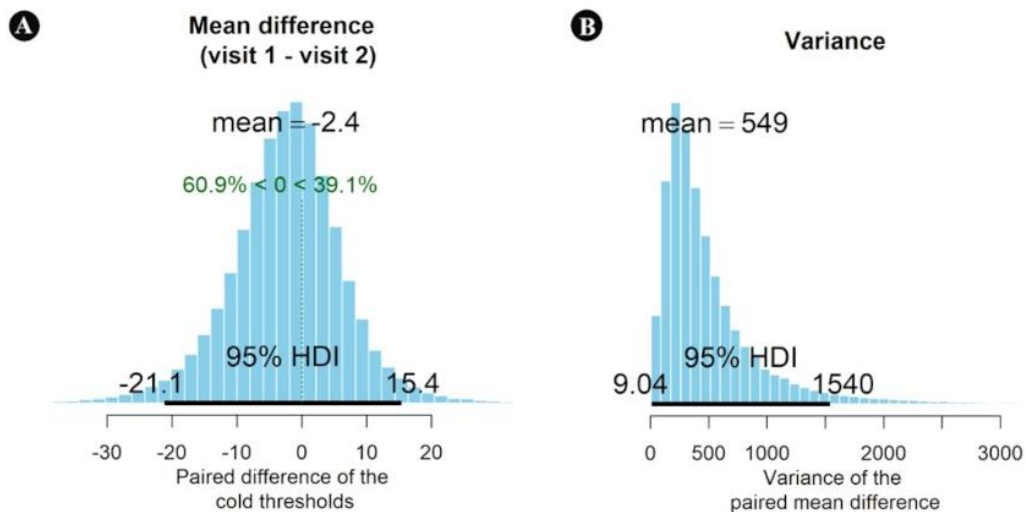 A
Mean difference
(visit 1 - visit 2)
mean = -2.4
60.9% < 0 < 39.1%
95% HDI
-21.1
15.4
-30 -20 -10 0 10 20
Paired difference of the
cold thresholds
B
Variance
mean = 549
95% HDI
9.04
1540
0 500 1000 2000 3000
Variance of the
paired mean difference